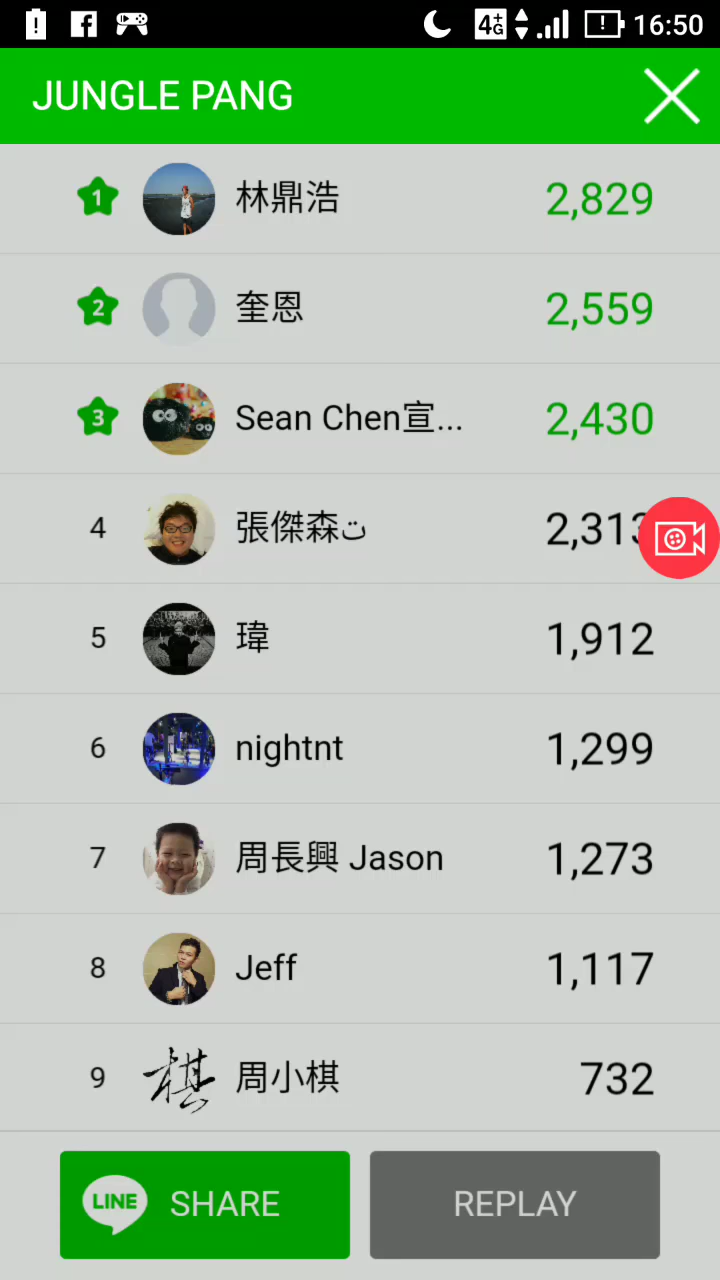 16:50
JUNGLE PANG
1 林鼎浩 2,829
2 奎恩 2,559
3 Sean Chen宣... 2,430
4 張傑森ت 2,313
5 瑋 1,912
6 nightnt 1,299
7 周長興 Jason 1,273
8 Jeff 1,117
9 棋 周小棋 732
LINE SHARE REPLAY